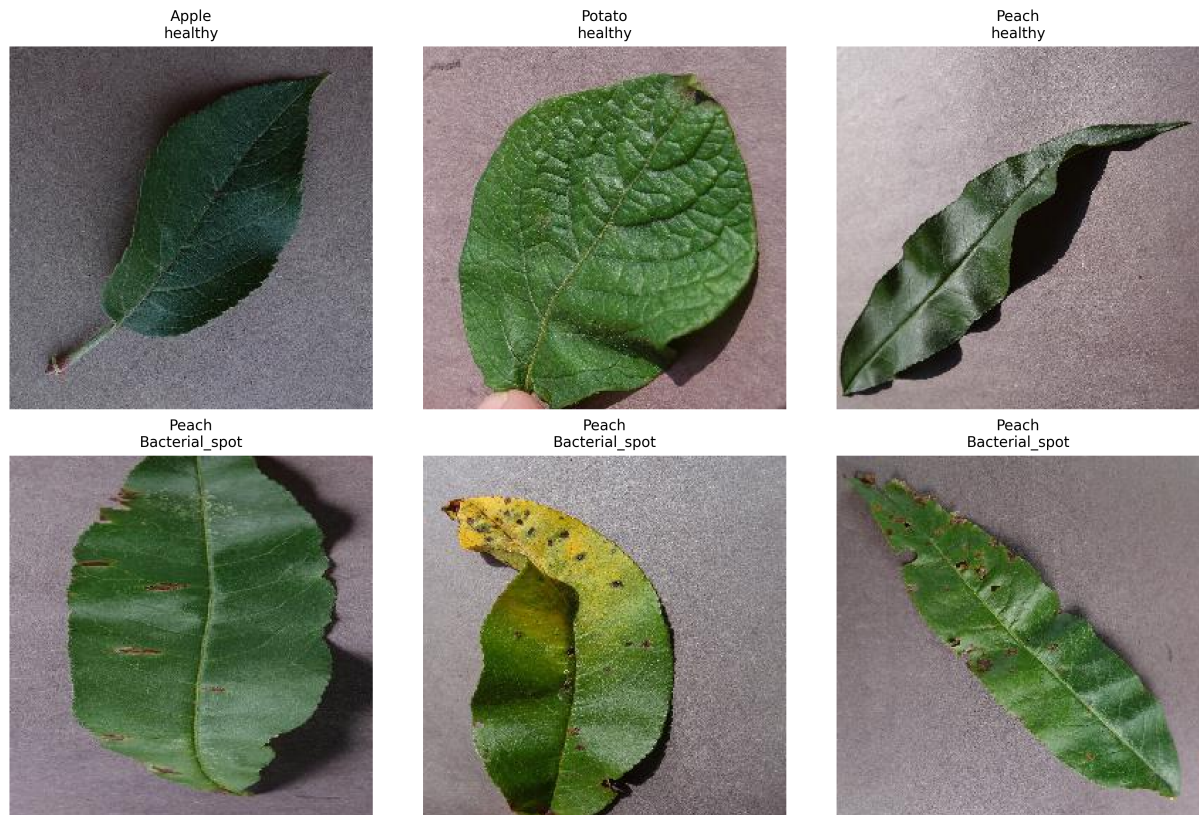 Apple
healthy
Potato
healthy
Peach
healthy
Peach
Bacterial_spot
Peach
Bacterial_spot
Peach
Bacterial_spot